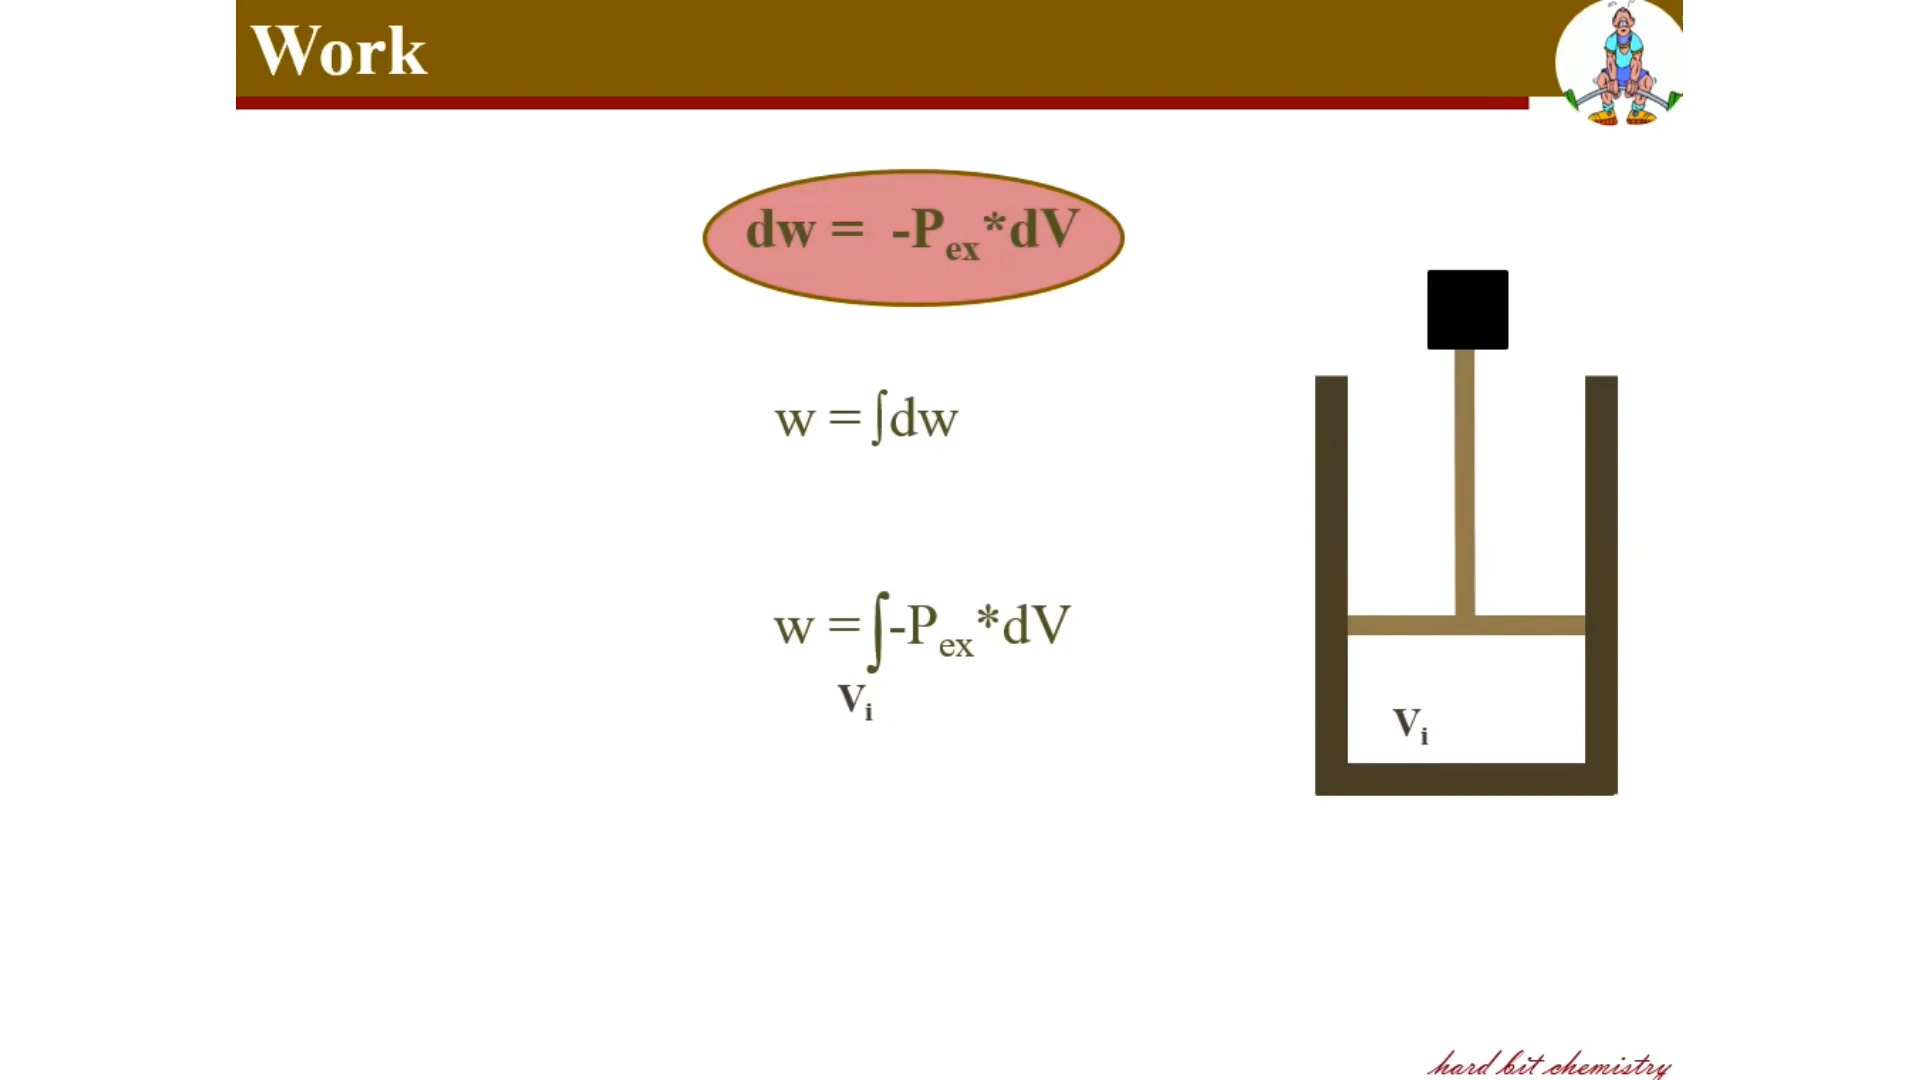 Work
dw = -Pex*dV
w = ∫dw
w = ∫-Pex*dV
Vi
Vi
hard bit chemistry